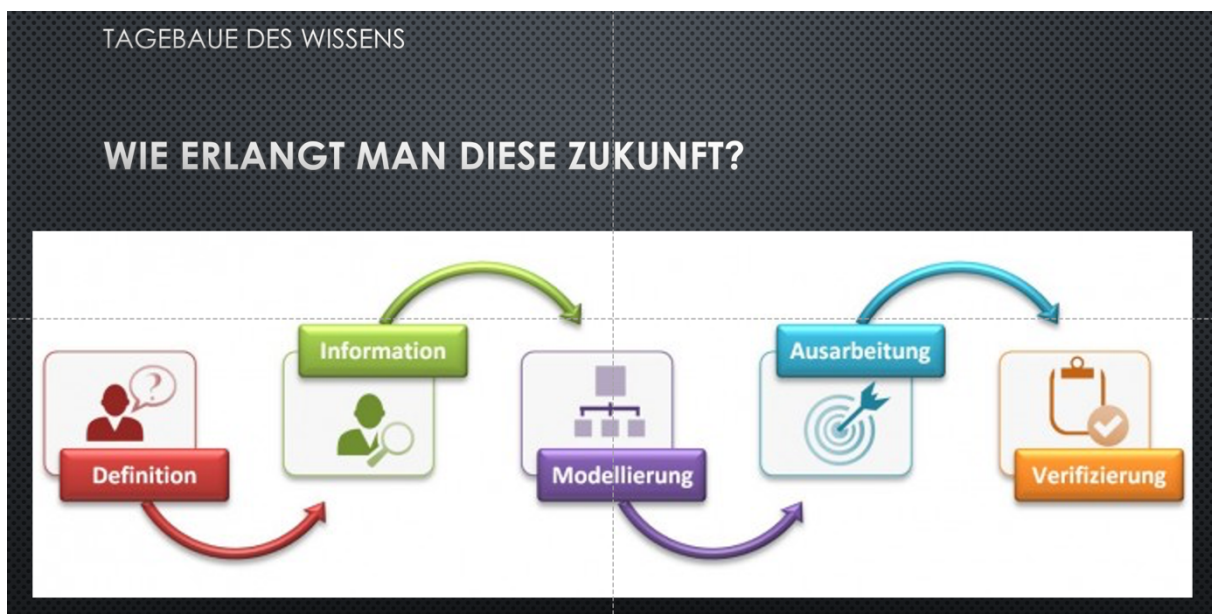 TAGEBAUE DES WISSENS
WIE ERLANGT MAN DIESE ZUKUNFT?
Definition
Information
Modellierung
Ausarbeitung
Verifizierung